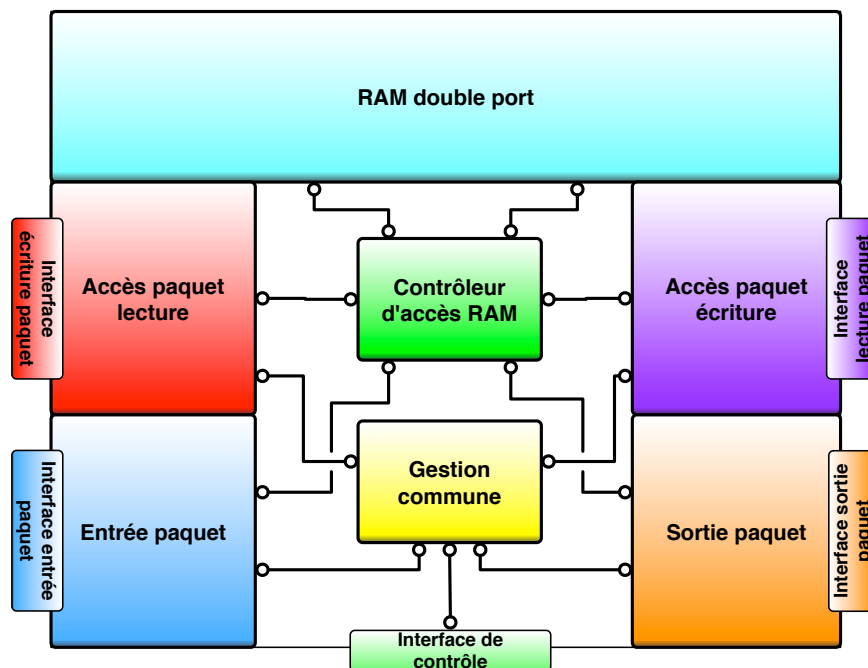 RAM double port
Interface
écriture paquet
Accès paquet
lecture
Contrôleur
d'accès RAM
Accès paquet
écriture
Interface
lecture paquet
Interface entrée
paquet
Entrée paquet
Gestion
commune
Sortie paquet
Interface sortie
paquet
Interface de
contrôle